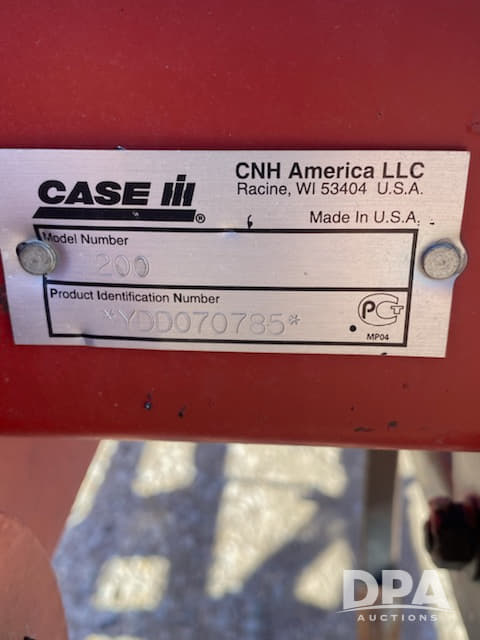 CASE IH®
CNH America LLC
Racine, WI 53404 U.S.A.
Made in U.S.A.
Model Number
200
Product Identification Number
*YDD070785*
PCT
MP04
DPA
AUCTIONS